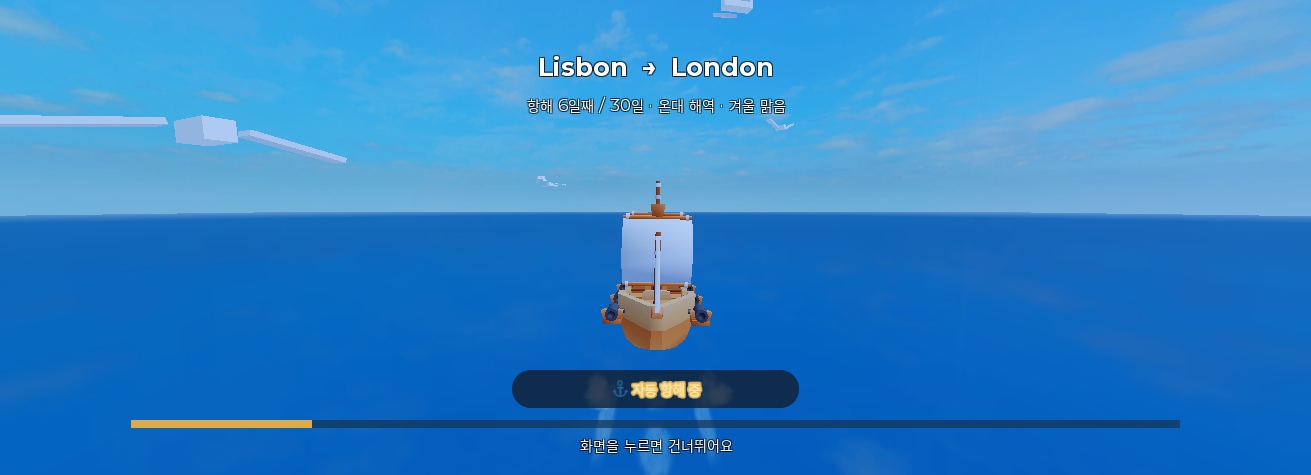 Lisbon → London
항해 6일째 / 30일 · 온대 해역 · 겨울 맑음
⚓ 자동 항해 중
화면을 누르면 건너뛰어요